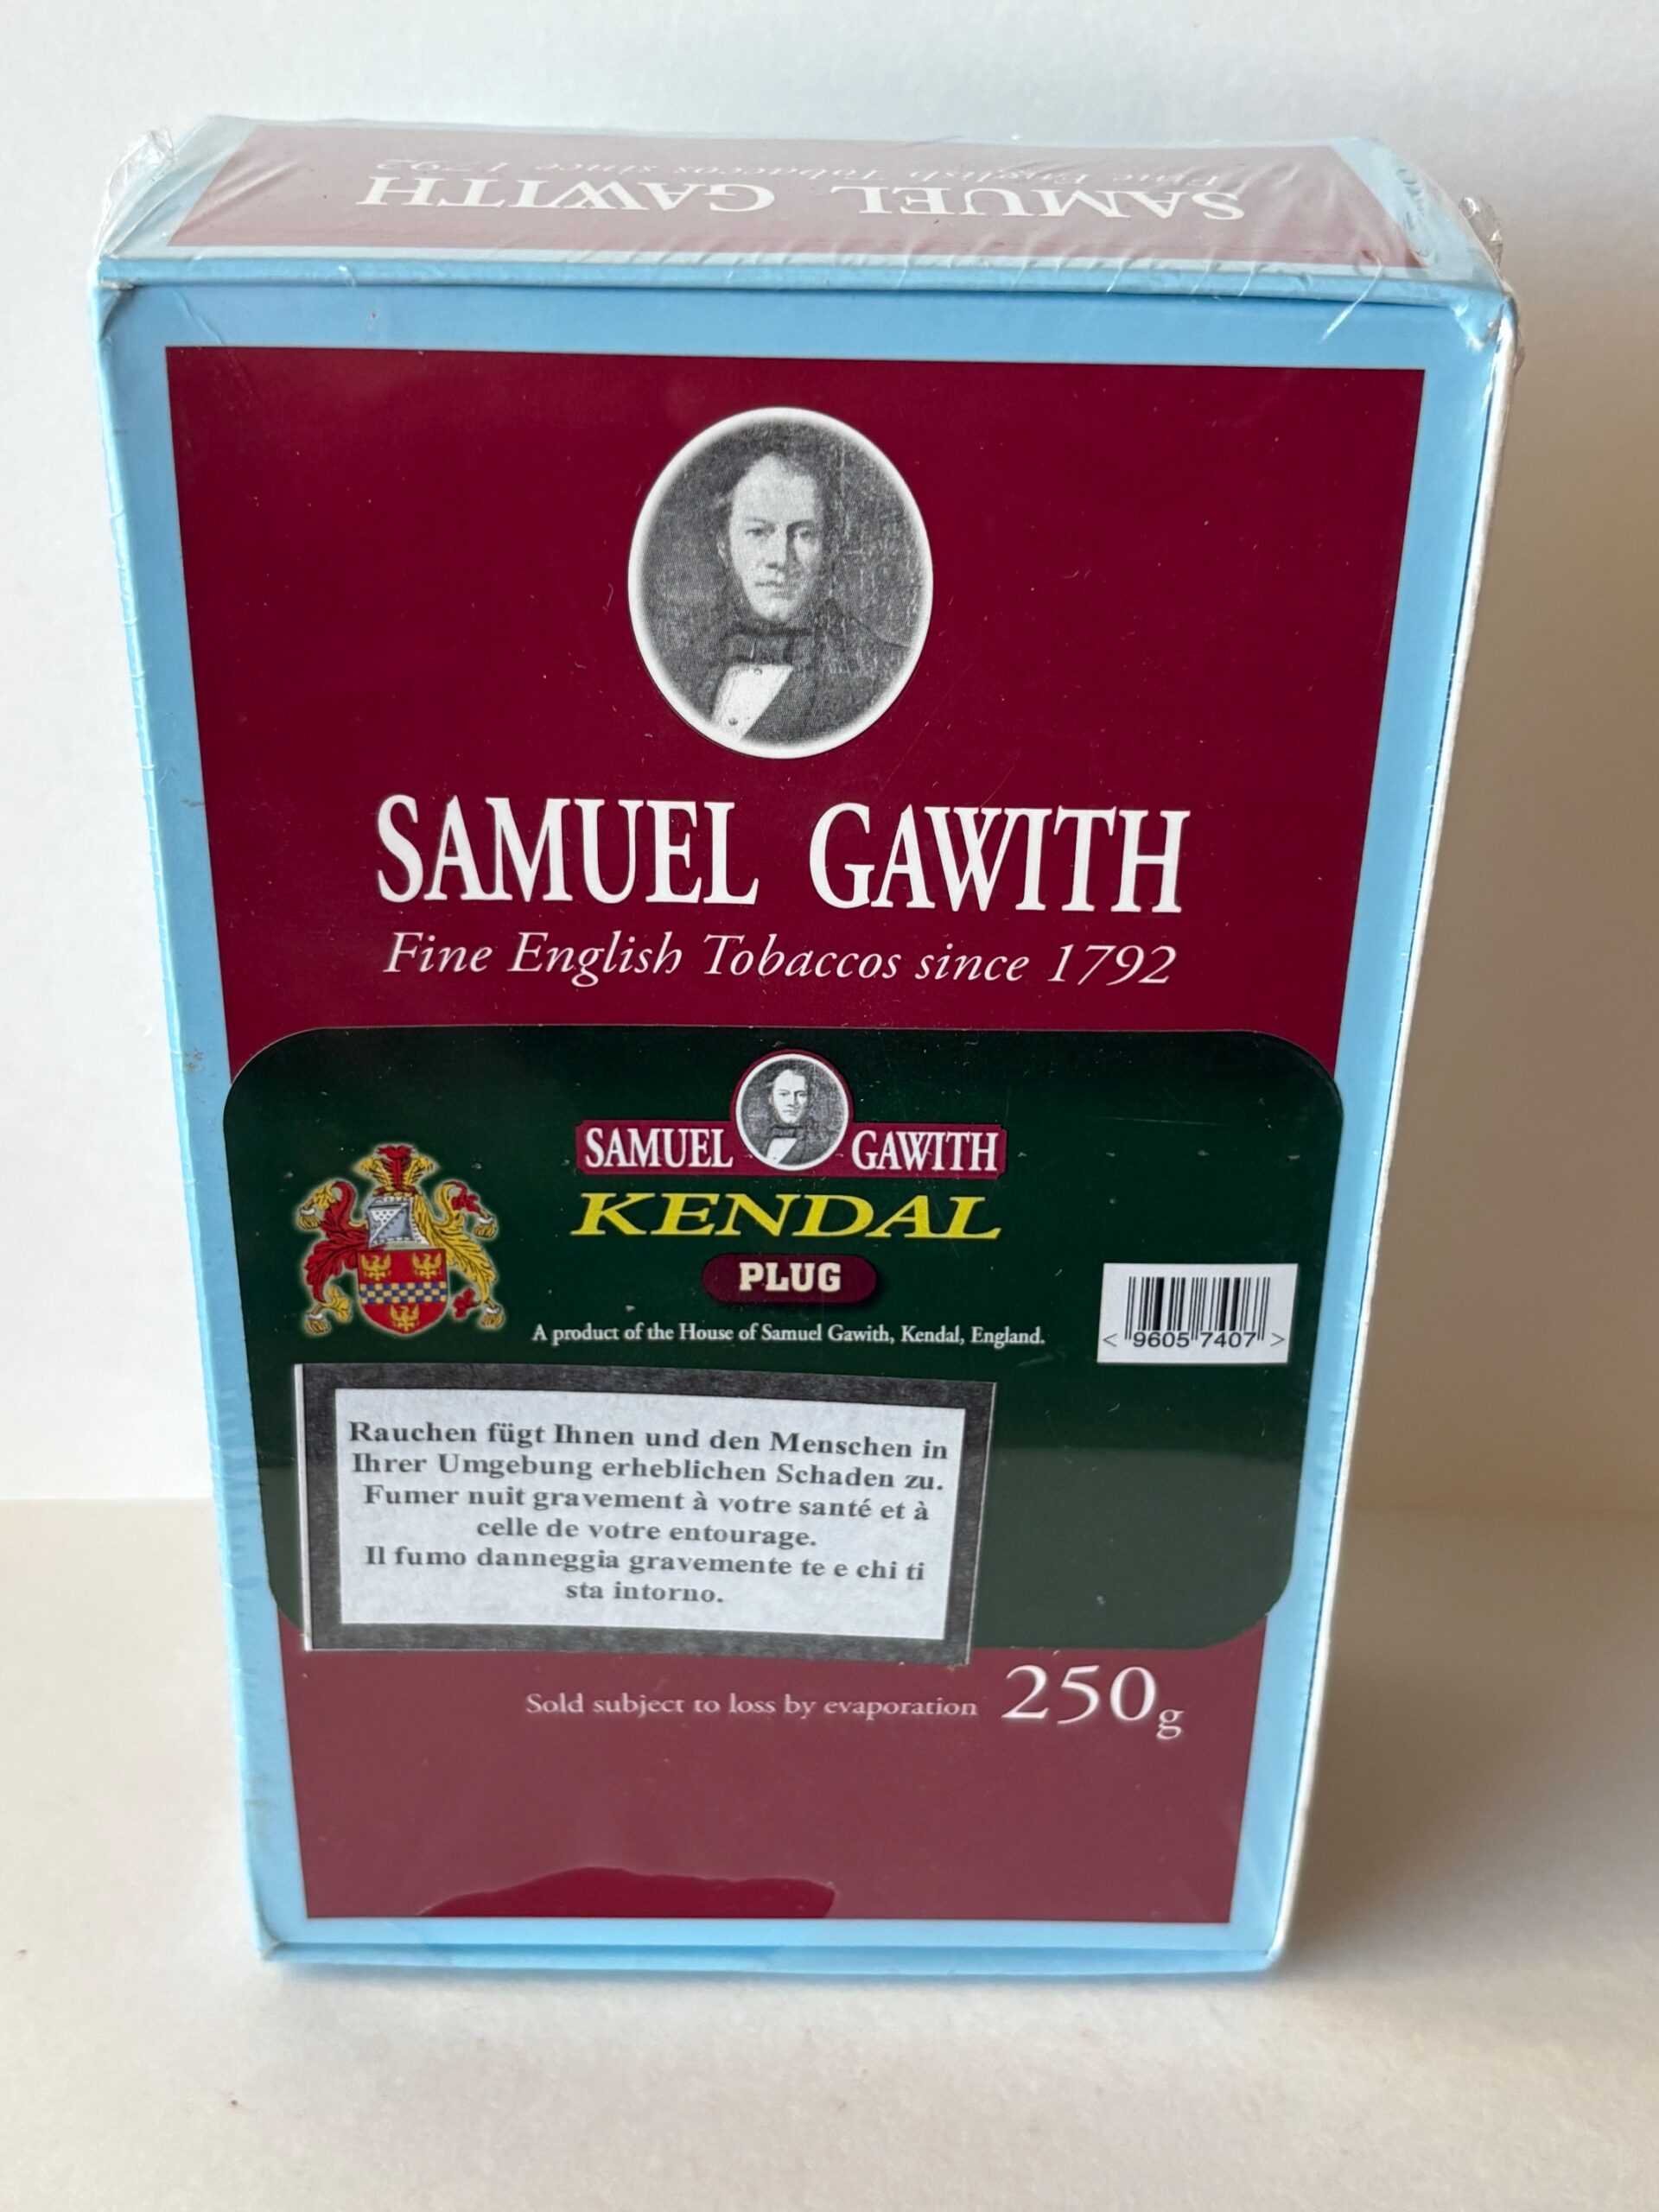 SAMUEL GAWITH
Fine English Tobaccos since 1792
SAMUEL GAWITH
Fine English Tobaccos since 1792
SAMUEL GAWITH
KENDAL
PLUG
A product of the House of Samuel Gawith, Kendal, England.
< 9605 7407 >
Rauchen fügt Ihnen und den Menschen in
Ihrer Umgebung erheblichen Schaden zu.
Fumer nuit gravement à votre santé et à
celle de votre entourage.
Il fumo danneggia gravemente te e chi ti
sta intorno.
Sold subject to loss by evaporation 250g